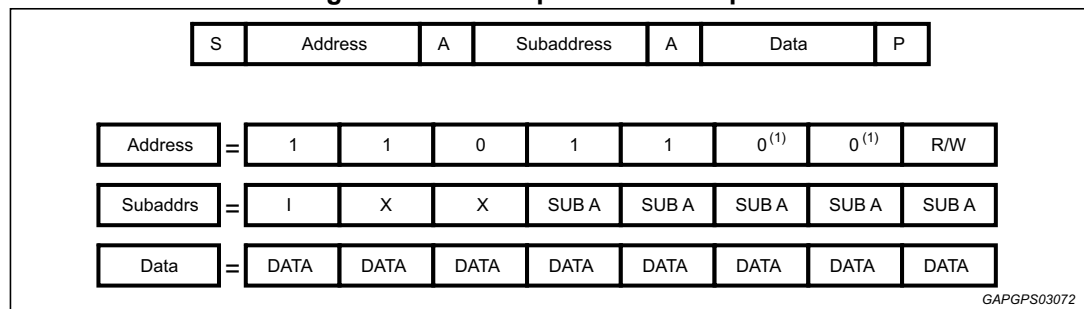 S Address A Subaddress A Data P
Address = 1 1 0 1 1 0(1) 0(1) R/W
Subaddrs = I X X SUB A SUB A SUB A SUB A SUB A
Data = DATA DATA DATA DATA DATA DATA DATA DATA
GAPGPS03072